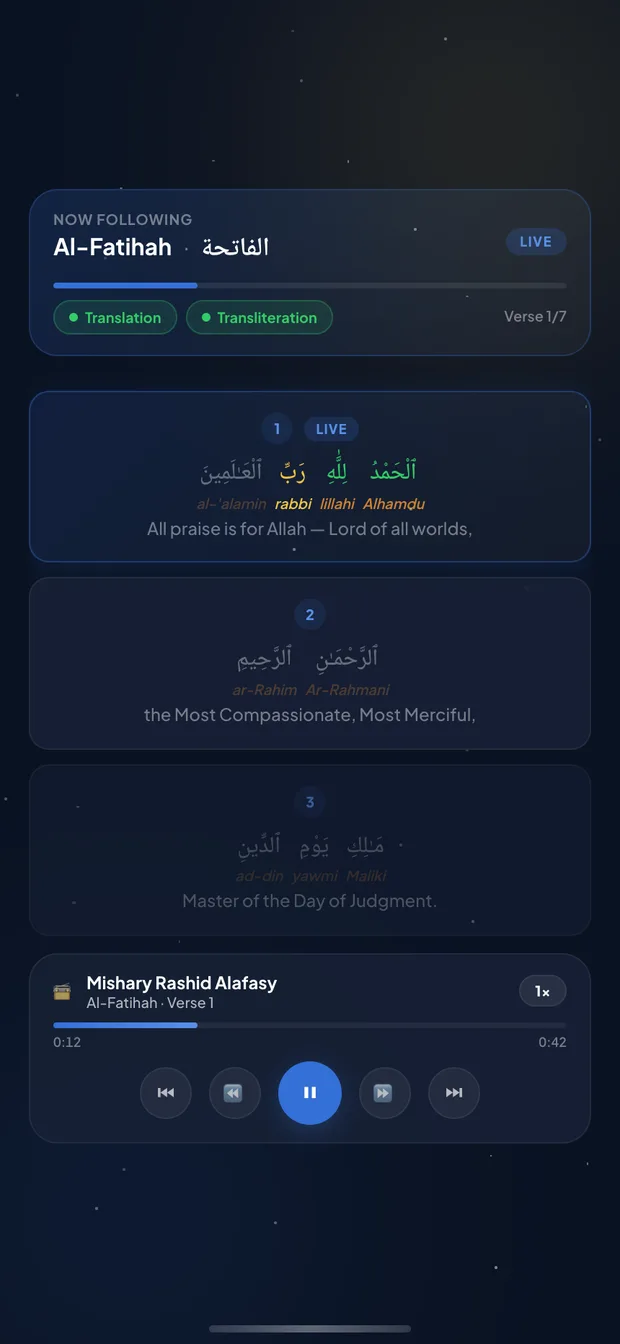 NOW FOLLOWING
Al-Fatihah · الفاتحة
LIVE
Translation
Transliteration
Verse 1/7
1 LIVE
ٱلْحَمْدُ لِلَّٰهِ رَبِّ ٱلْعَـٰلَمِينَ
al-'alamin rabbi lillahi Alhamdu
All praise is for Allah — Lord of all worlds,
2
ٱلرَّحْمَـٰنِ ٱلرَّحِيمِ
ar-Rahim Ar-Rahmani
the Most Compassionate, Most Merciful,
3
مَـٰلِكِ يَوْمِ ٱلدِّينِ
ad-din yawmi Maliki
Master of the Day of Judgment.
Mishary Rashid Alafasy
Al-Fatihah · Verse 1
1×
0:12
0:42